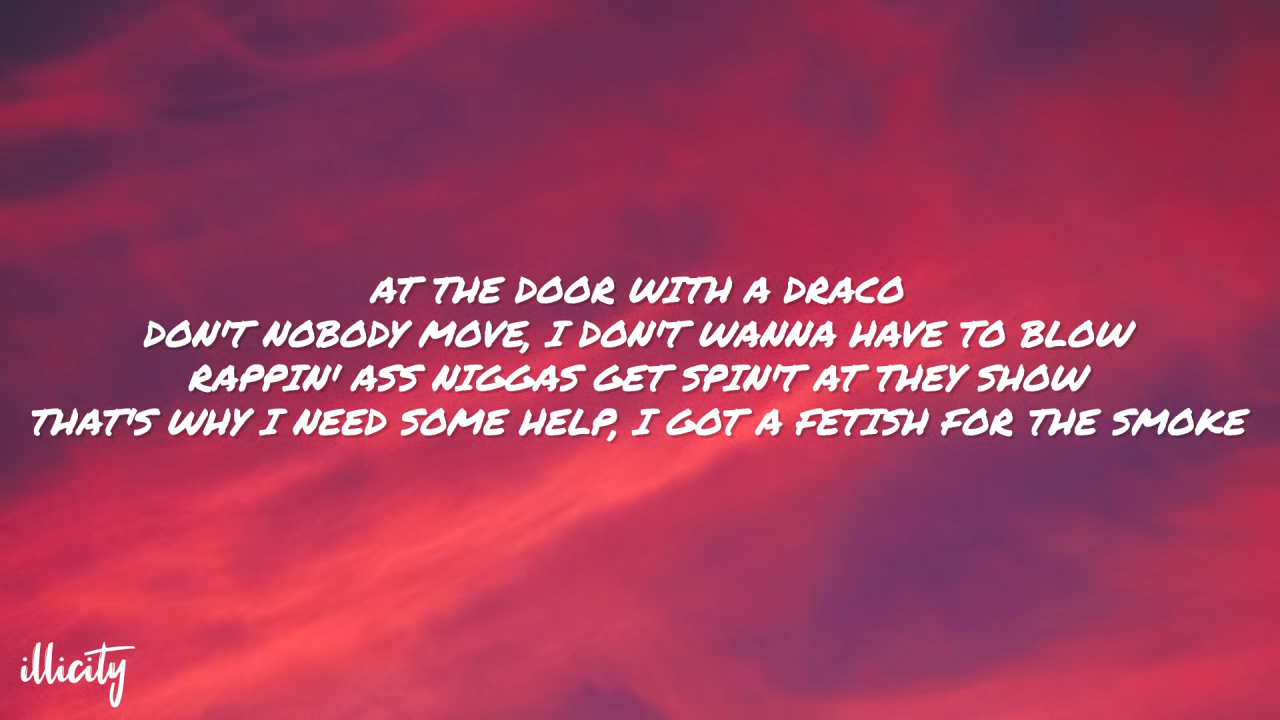 AT THE DOOR WITH A DRACO
DON'T NOBODY MOVE, I DON'T WANNA HAVE TO BLOW
RAPPIN' ASS NIGGAS GET SPIN'T AT THEY SHOW
THAT'S WHY I NEED SOME HELP, I GOT A FETISH FOR THE SMOKE
illicity